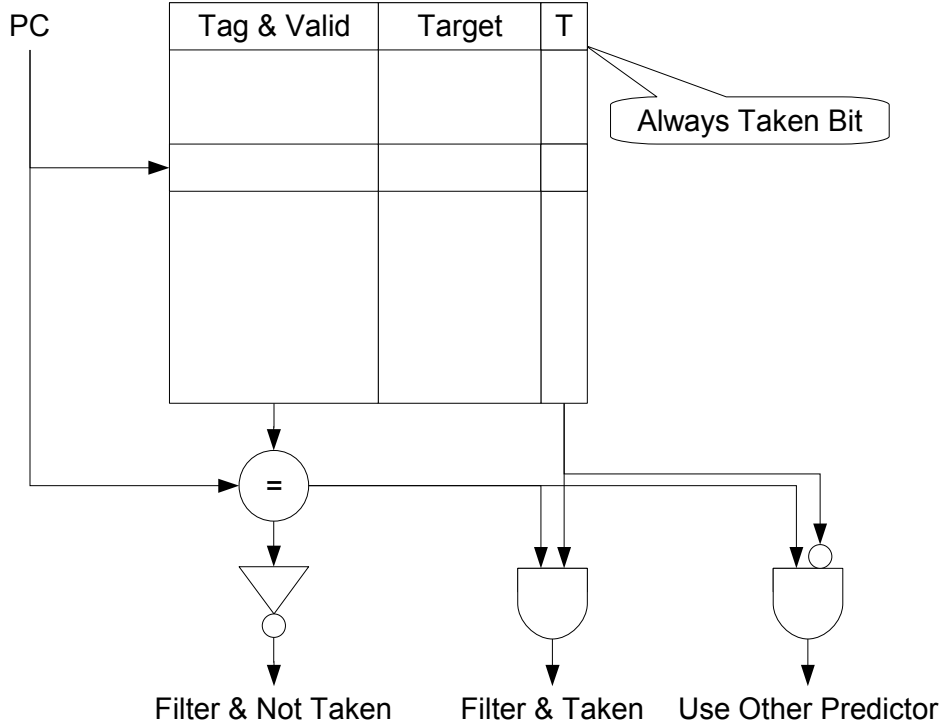 PC
Tag & Valid
Target
T
Always Taken Bit
=
Filter & Not Taken
Filter & Taken
Use Other Predictor